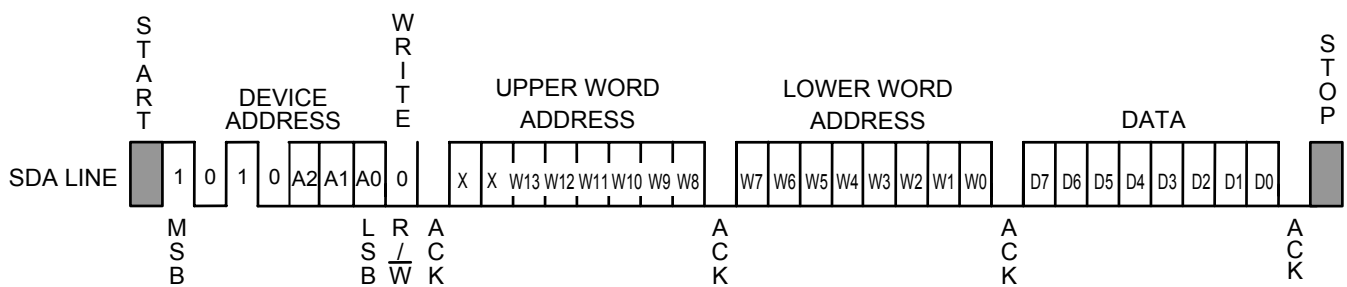 START
WRITE
STOP
DEVICE
ADDRESS
UPPER WORD
ADDRESS
LOWER WORD
ADDRESS
DATA
SDA LINE
1 0 1 0 A2 A1 A0 0 X X W13 W12 W11 W10 W9 W8 W7 W6 W5 W4 W3 W2 W1 W0 D7 D6 D5 D4 D3 D2 D1 D0
MSB
LSB
R/W
ACK
ACK
ACK
ACK